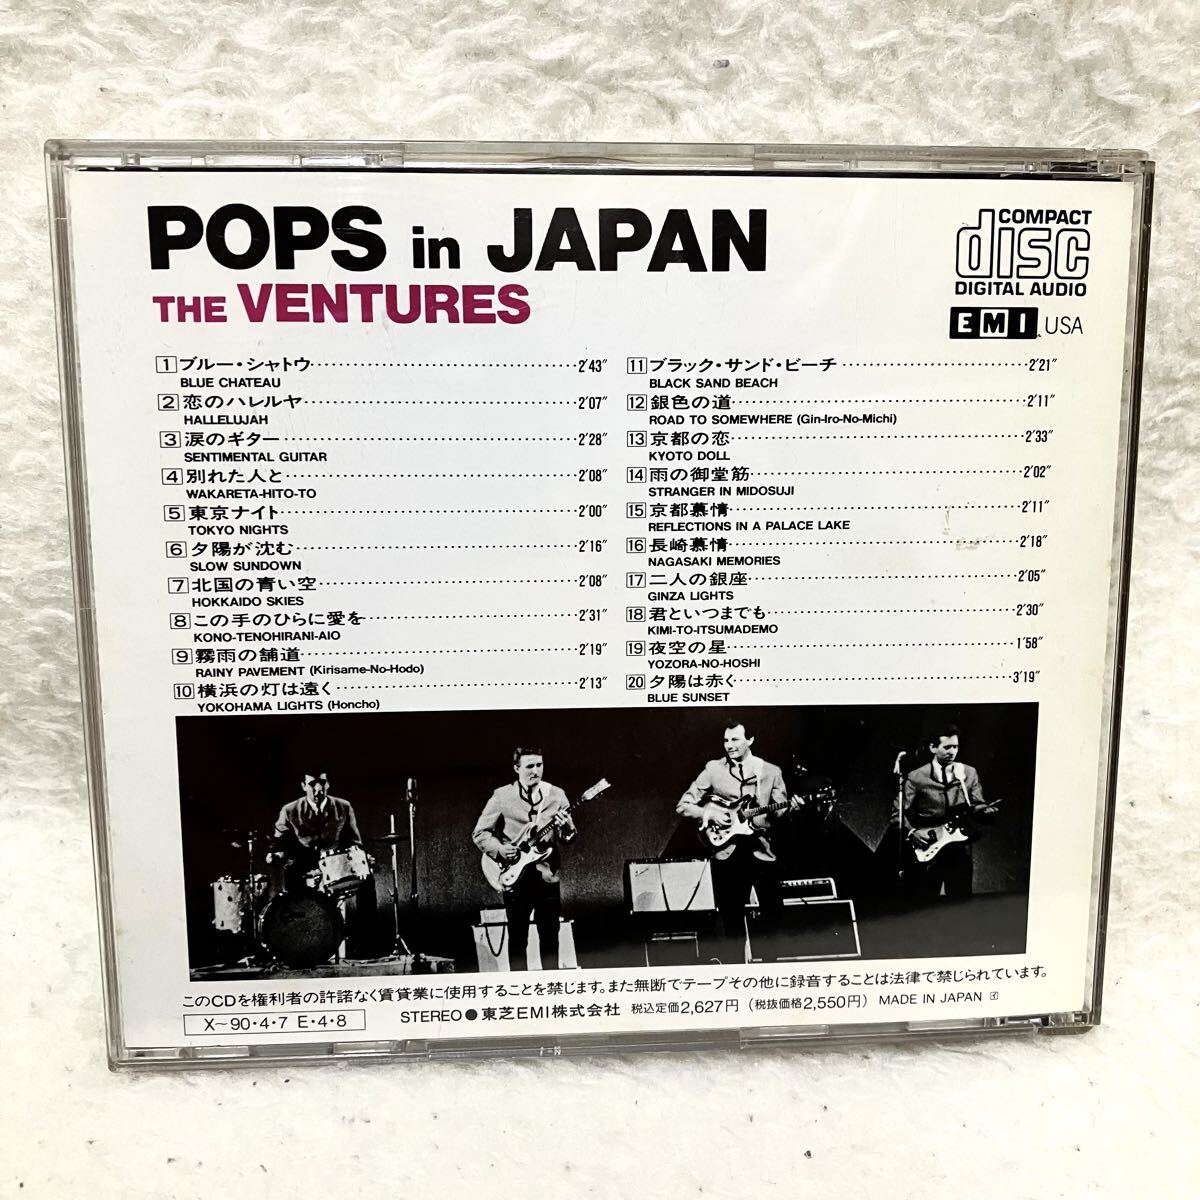 POPS in JAPAN
THE VENTURES
COMPACT
disc
DIGITAL AUDIO
EMI USA
1 ブルー・シャトウ 2'43"
BLUE CHATEAU
2 恋のハレルヤ 2'07"
HALLELUJAH
3 涙のギター 2'28"
SENTIMENTAL GUITAR
4 別れた人と 2'08"
WAKARETA-HITO-TO
5 東京ナイト 2'00"
TOKYO NIGHTS
6 夕陽が沈む 2'16"
SLOW SUNDOWN
7 北国の青い空 2'08"
HOKKAIDO SKIES
8 この手のひらに愛を 2'31"
KONO-TENOHIRANI-AIO
9 霧雨の舗道 2'19"
RAINY PAVEMENT (Kirisame-No-Hodo)
10 横浜の灯は遠く 2'13"
YOKOHAMA LIGHTS (Honcho)
11 ブラック・サンド・ビーチ 2'21"
BLACK SAND BEACH
12 銀色の道 2'11"
ROAD TO SOMEWHERE (Gin-Iro-No-Michi)
13 京都の恋 2'33"
KYOTO DOLL
14 雨の御堂筋 2'02"
STRANGER IN MIDOSUJI
15 京都慕情 2'11"
REFLECTIONS IN A PALACE LAKE
16 長崎慕情 2'18"
NAGASAKI MEMORIES
17 二人の銀座 2'05"
GINZA LIGHTS
18 君といつまでも 2'30"
KIMI-TO-ITSUMADEMO
19 夜空の星 1'58"
YOZORA-NO-HOSHI
20 夕陽は赤く 3'19"
BLUE SUNSET
このCDを権利者の許諾なく賃貸業に使用することを禁じます。また無断でテープその他に録音することは法律で禁じられています。
X～90・4・7 E・4・8
STEREO●東芝EMI株式会社 税込定価2,627円(税抜価格2,550円) MADE IN JAPAN